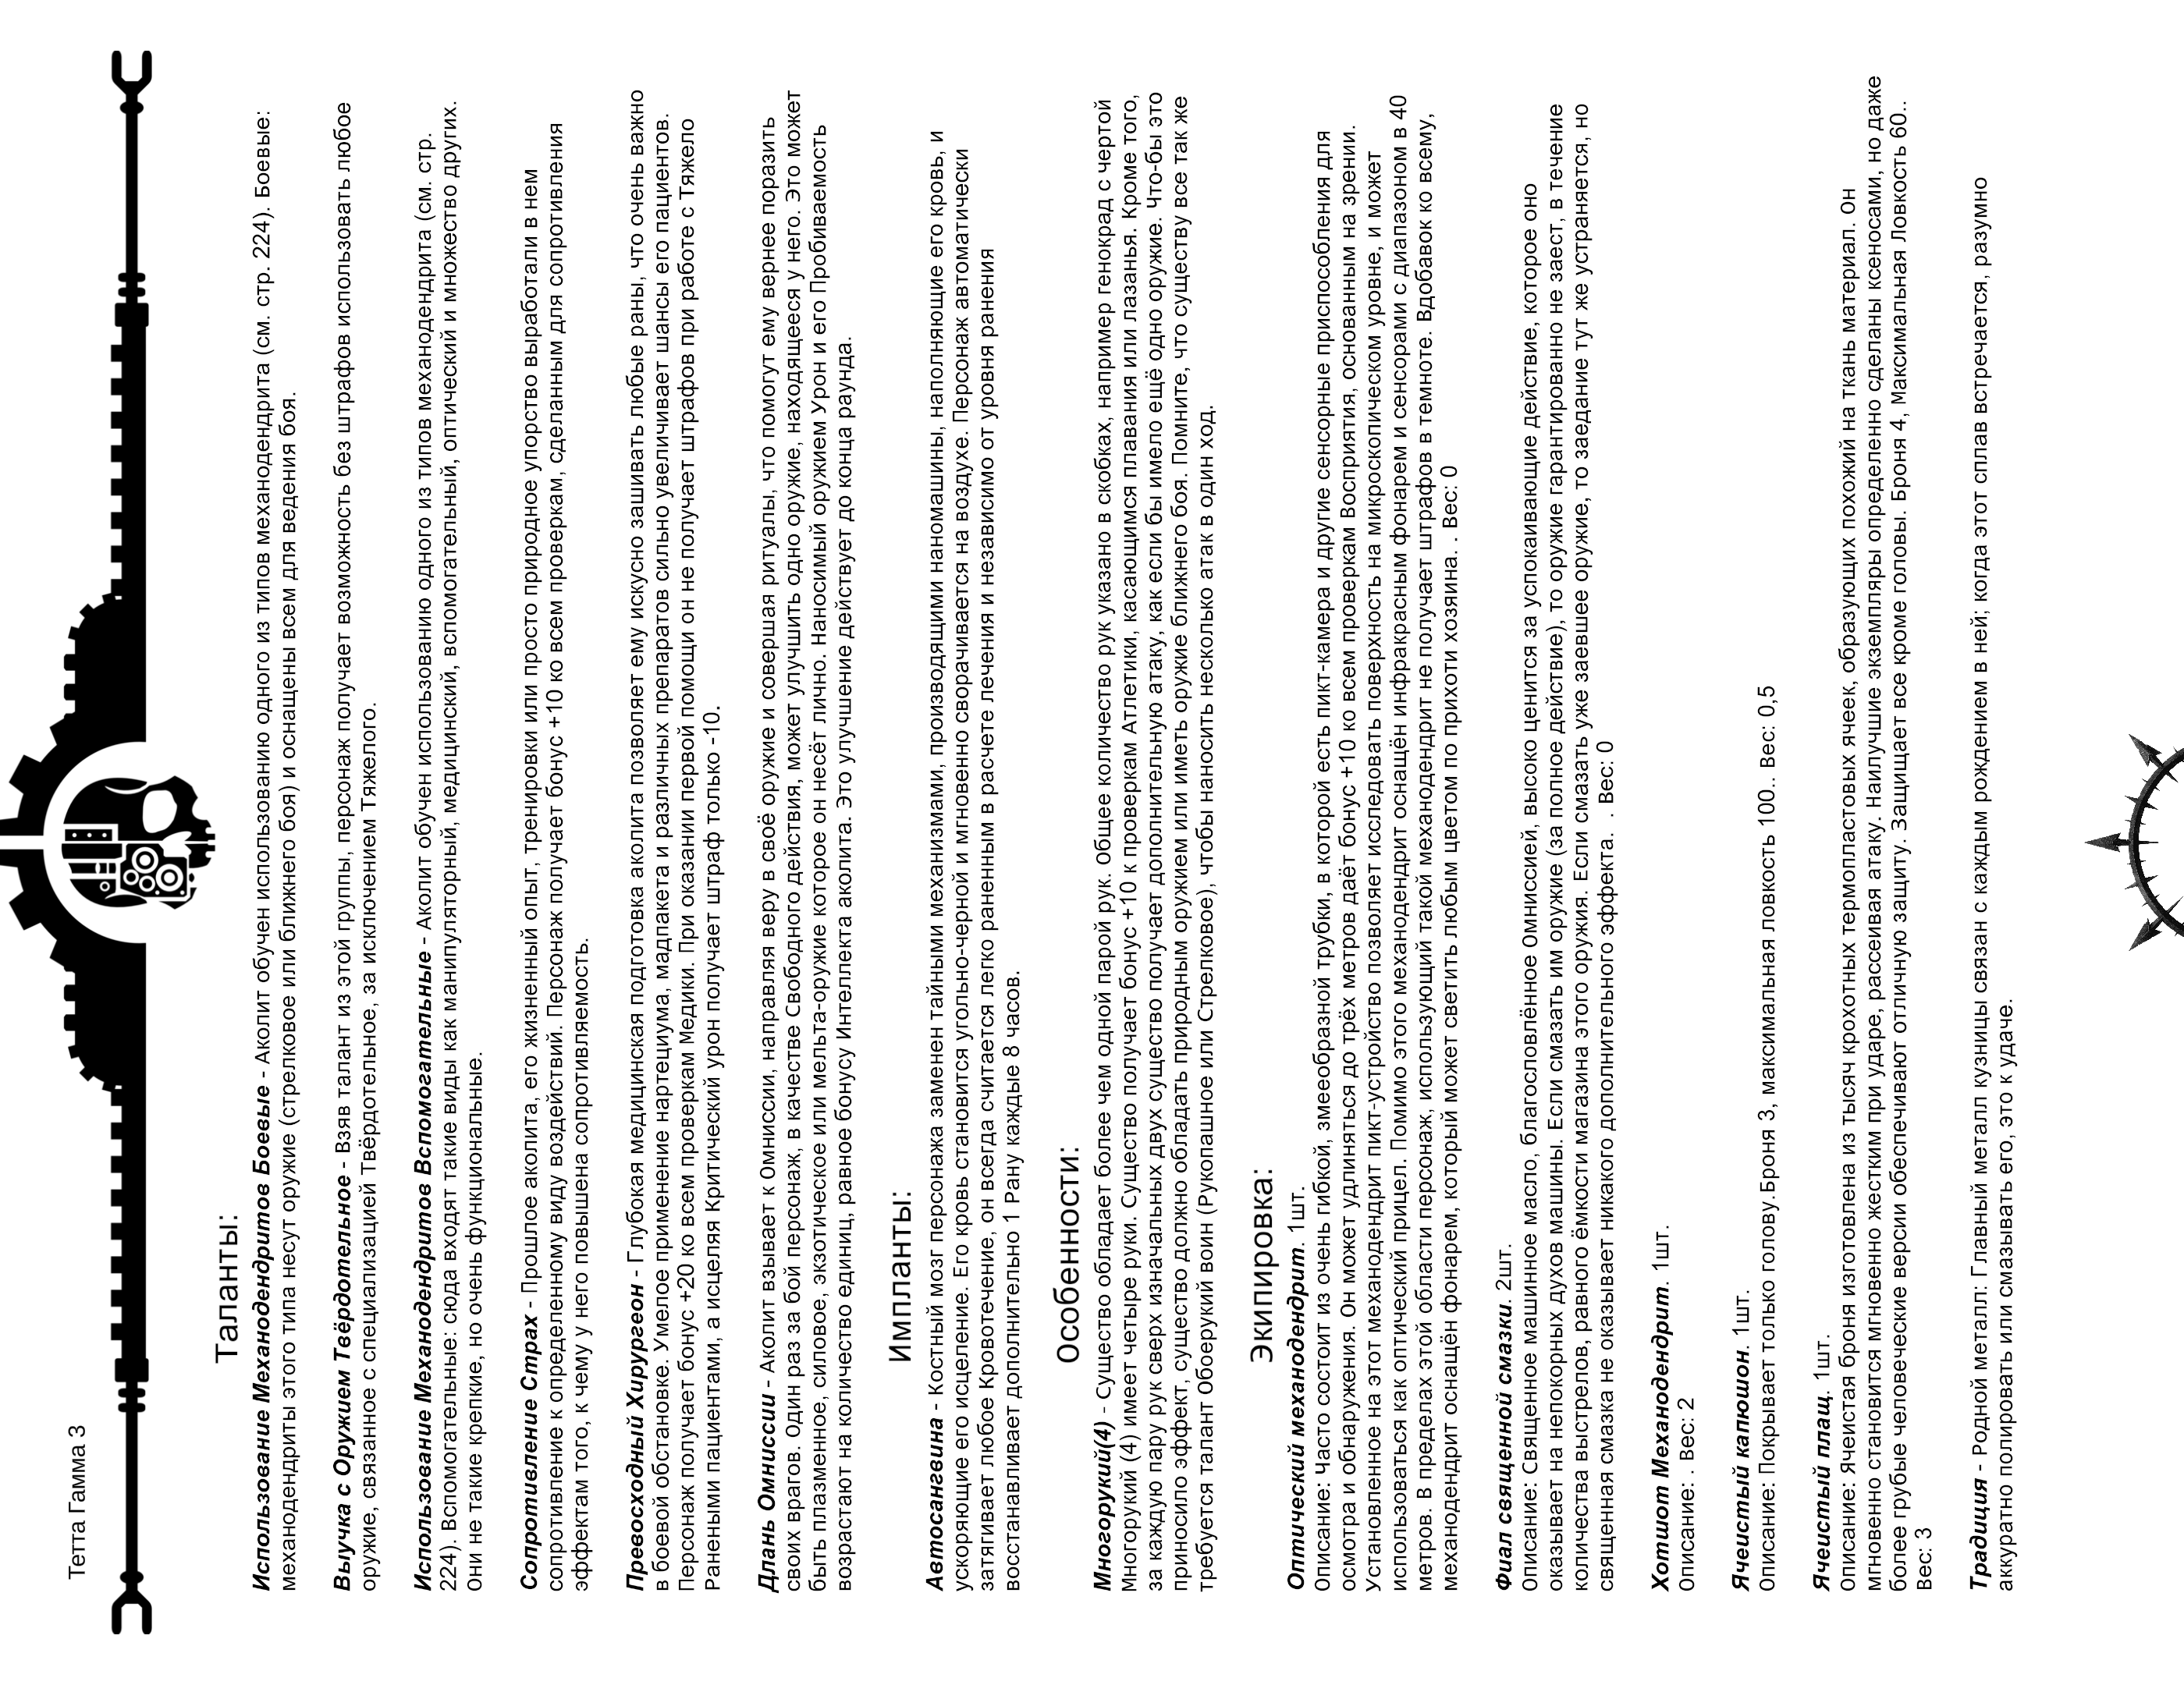 Тетта Гамма 3
Таланты:
Использование Механодендритов Боевые - Аколит обучен использованию одного из типов механодендрита (см. стр. 224). Боевые:
механодендриты этого типа несут оружие (стрелковое или ближнего боя) и оснащены всем для ведения боя.
Выучка с Оружием Твёрдотельное - Взяв талант из этой группы, персонаж получает возможность без штрафов использовать любое
оружие, связанное с специализацией Твёрдотельное, за исключением Тяжелого.
Использование Механодендритов Вспомогательные - Аколит обучен использованию одного из типов механодендрита (см. стр.
224). Вспомогательные: сюда входят такие виды как манипуляторный, медицинский, вспомогательный, оптический и множество других.
Они не такие крепкие, но очень функциональные.
Сопротивление Страх - Прошлое аколита, его жизненный опыт, тренировки или просто природное упорство выработали в нем
сопротивление к определенному виду воздействий. Персонаж получает бонус +10 ко всем проверкам, сделанным для сопротивления
эффектам того, к чему у него повышена сопротивляемость.
Превосходный Хирургеон - Глубокая медицинская подготовка аколита позволяет ему искусно зашивать любые раны, что очень важно
в боевой обстановке. Умелое применение нартециума, мадпакета и различных препаратов сильно увеличивает шансы его пациентов.
Персонаж получает бонус +20 ко всем проверкам Медики. При оказании первой помощи он не получает штрафов при работе с Тяжело
Ранеными пациентами, а исцеляя Критический урон получает штраф только -10.
Длань Омниссии - Аколит взывает к Омниссии, направляя веру в своё оружие и совершая ритуалы, что помогут ему вернее поразить
своих врагов. Один раз за бой персонаж, в качестве Свободного действия, может улучшить одно оружие, находящееся у него. Это может
быть плазменное, силовое, экзотическое или мельта-оружие которое он несёт лично. Наносимый оружием Урон и его Пробиваемость
возрастают на количество единиц, равное бонусу Интеллекта аколита. Это улучшение действует до конца раунда.
Импланты:
Автосангвина - Костный мозг персонажа заменен тайными механизмами, производящими наномашины, наполняющие его кровь, и
ускоряющие его исцеление. Его кровь становится угольно-черной и мгновенно сворачивается на воздухе. Персонаж автоматически
затягивает любое Кровотечение, он всегда считается легко раненным в расчете лечения и независимо от уровня ранения
восстанавливает дополнительно 1 Рану каждые 8 часов.
Особенности:
Многорукий(4) - Существо обладает более чем одной парой рук. Общее количество рук указано в скобках, например генокрад с чертой
Многорукий (4) имеет четыре руки. Существо получает бонус +10 к проверкам Атлетики, касающимся плавания или лазанья. Кроме того,
за каждую пару рук сверх изначальных двух существо получает дополнительную атаку, как если бы имело ещё одно оружие. Что-бы это
приносило эффект, существо должно обладать природным оружием или иметь оружие ближнего боя. Помните, что существу все так же
требуется талант Обоерукий воин (Рукопашное или Стрелковое), чтобы наносить несколько атак в один ход.
Экипировка:
Оптический механодендрит. 1шт.
Описание: Часто состоит из очень гибкой, змееобразной трубки, в которой есть пикт-камера и другие сенсорные приспособления для
осмотра и обнаружения. Он может удлиняться до трёх метров даёт бонус +10 ко всем проверкам Восприятия, основанным на зрении.
Установленное на этот механодендрит пикт-устройство позволяет исследовать поверхность на микроскопическом уровне, и может
использоваться как оптический прицел. Помимо этого механодендрит оснащён инфракрасным фонарем и сенсорами с диапазоном в 40
метров. В пределах этой области персонаж, использующий такой механодендрит не получает штрафов в темноте. Вдобавок ко всему,
механодендрит оснащён фонарем, который может светить любым цветом по прихоти хозяина. . Вес: 0
Фиал священной смазки. 2шт.
Описание: Священное машинное масло, благословлённое Омниссией, высоко ценится за успокаивающие действие, которое оно
оказывает на непокорных духов машины. Если смазать им оружие (за полное действие), то оружие гарантированно не заест, в течение
количества выстрелов, равного ёмкости магазина этого оружия. Если смазать уже заевшее оружие, то заедание тут же устраняется, но
священная смазка не оказывает никакого дополнительного эффекта. . Вес: 0
Хотшот Механодендрит. 1шт.
Описание: . Вес: 2
Ячеистый капюшон. 1шт.
Описание: Покрывает только голову. Броня 3, максимальная ловкость 100.. Вес: 0,5
Ячеистый плащ. 1шт.
Описание: Ячеистая броня изготовлена из тысяч крохотных термопластовых ячеек, образующих похожий на ткань материал. Он
мгновенно становится мгновенно жестким при ударе, рассеивая атаку. Наилучшие экземпляры определенно сделаны ксеносами, но даже
более грубые человеческие версии обеспечивают отличную защиту. Защищает все кроме головы. Броня 4, Максимальная Ловкость 60..
Вес: 3
Традиция - Родной металл: Главный металл кузницы связан с каждым рождением в ней; когда этот сплав встречается, разумно
аккуратно полировать или смазывать его, это к удаче.